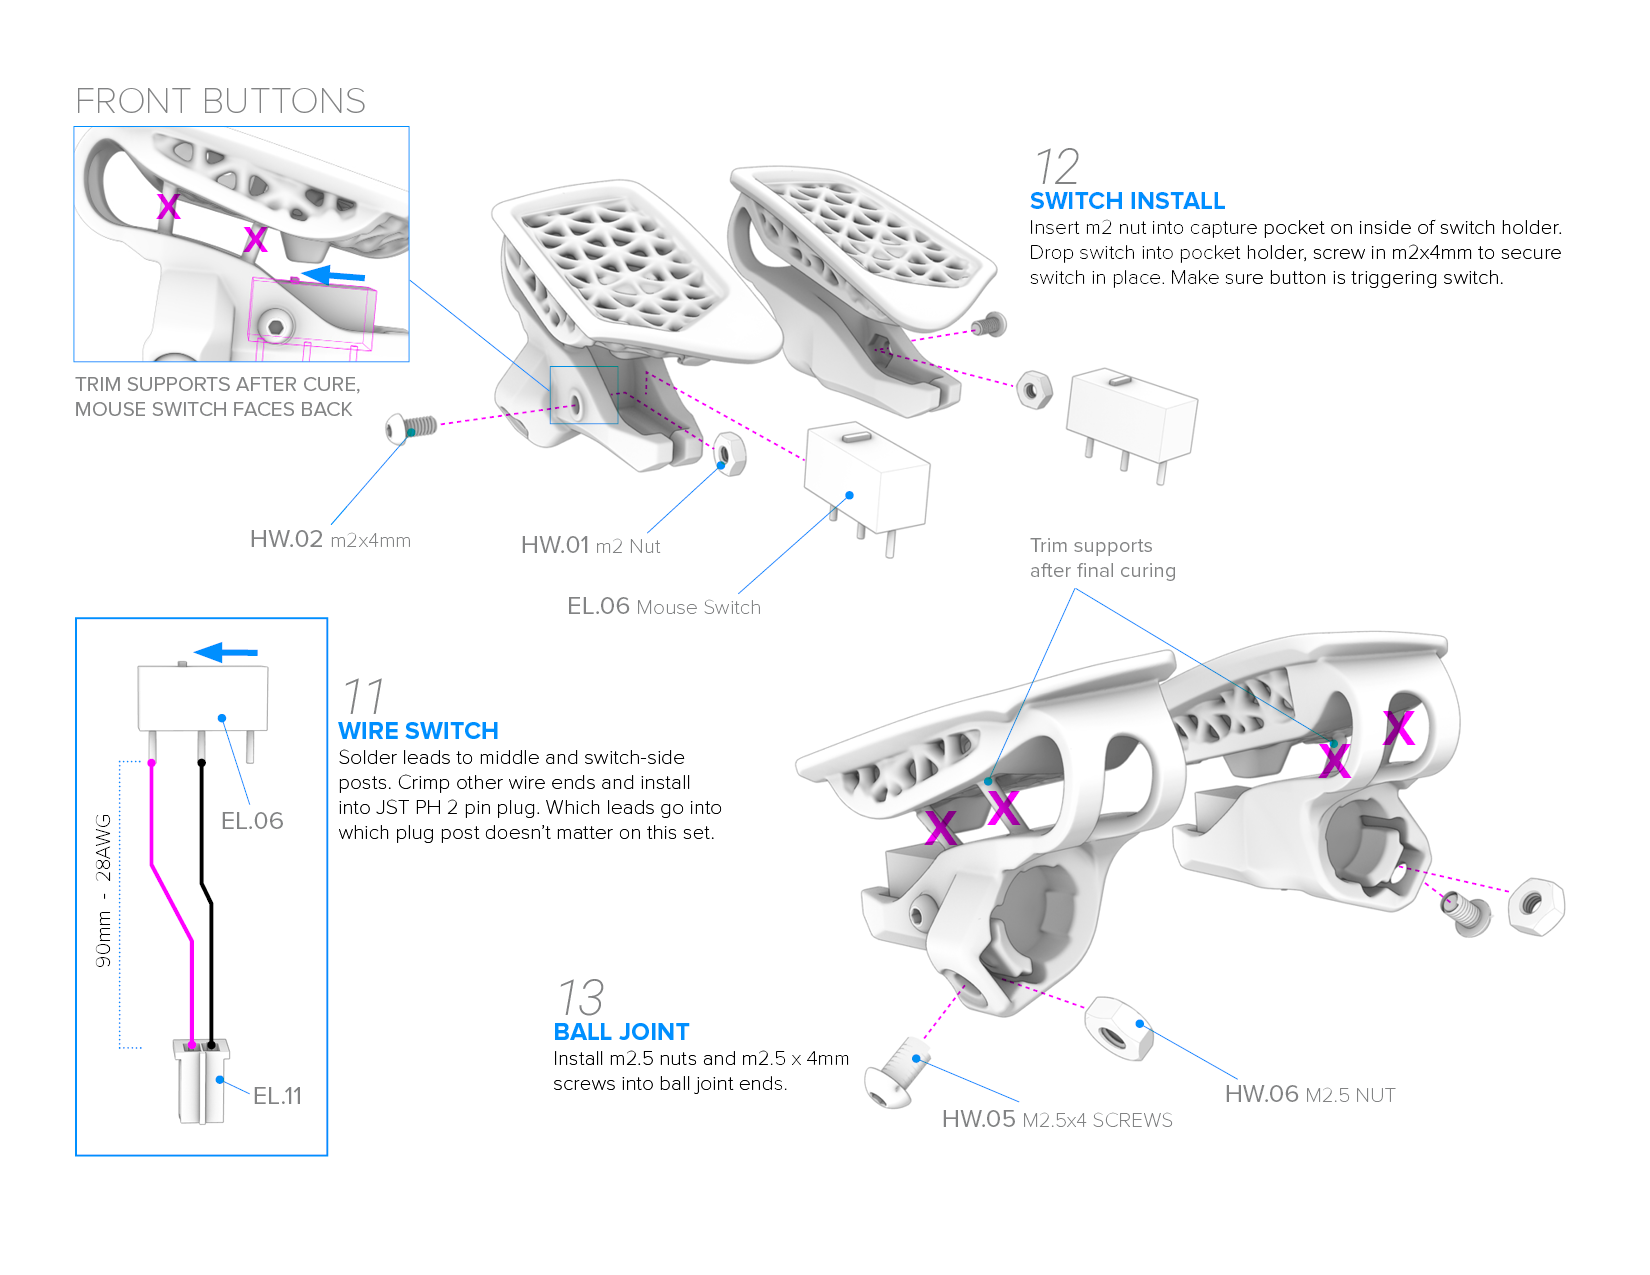 FRONT BUTTONS
X
X
TRIM SUPPORTS AFTER CURE,
MOUSE SWITCH FACES BACK
12
SWITCH INSTALL
Insert m2 nut into capture pocket on inside of switch holder.
Drop switch into pocket holder, screw in m2x4mm to secure
switch in place. Make sure button is triggering switch.
HW.02 m2x4mm
HW.01 m2 Nut
EL.06 Mouse Switch
Trim supports
after final curing
11
WIRE SWITCH
Solder leads to middle and switch-side
posts. Crimp other wire ends and install
into JST PH 2 pin plug. Which leads go into
which plug post doesn't matter on this set.
EL.06
90mm - 28AWG
EL.11
X
X
X
X
13
BALL JOINT
Install m2.5 nuts and m2.5 x 4mm
screws into ball joint ends.
HW.05 M2.5x4 SCREWS
HW.06 M2.5 NUT